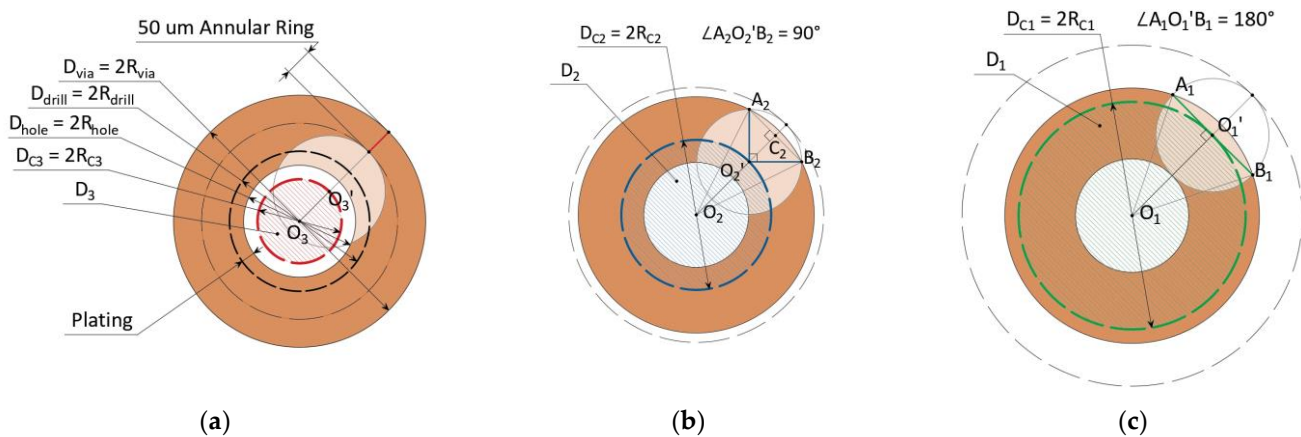 50 um Annular Ring
D_via = 2R_via
D_drill = 2R_drill
D_hole = 2R_hole
D_C3 = 2R_C3
D_3
O_3'
O_3
Plating
(a)
D_C2 = 2R_C2
∠A_2O_2'B_2 = 90°
D_2
A_2
C_2
B_2
O_2'
O_2
(b)
D_C1 = 2R_C1
∠A_1O_1'B_1 = 180°
D_1
A_1
O_1'
B_1
O_1
(c)